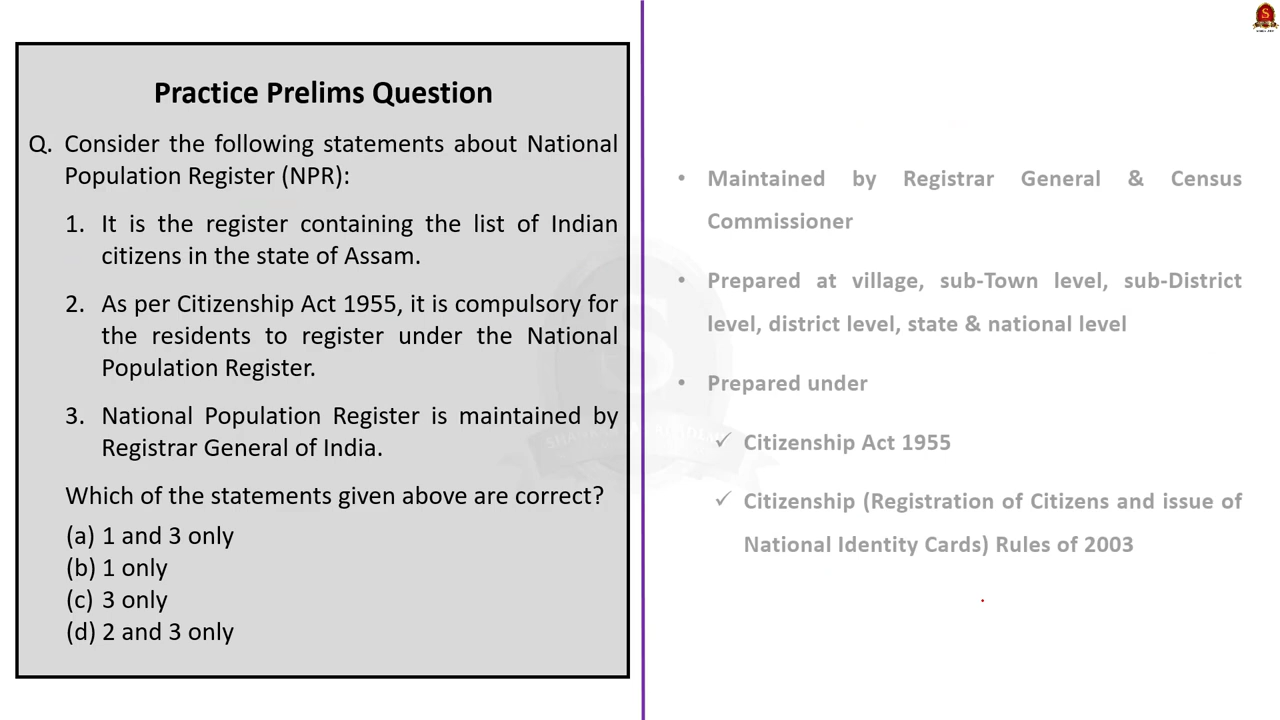 Practice Prelims Question
Q. Consider the following statements about National
Population Register (NPR):
1. It is the register containing the list of Indian
citizens in the state of Assam.
2. As per Citizenship Act 1955, it is compulsory for
the residents to register under the National
Population Register.
3. National Population Register is maintained by
Registrar General of India.
Which of the statements given above are correct?
(a) 1 and 3 only
(b) 1 only
(c) 3 only
(d) 2 and 3 only
• Maintained by Registrar General & Census
Commissioner
• Prepared at village, sub-Town level, sub-District
level, district level, state & national level
• Prepared under
✓ Citizenship Act 1955
✓ Citizenship (Registration of Citizens and issue of
National Identity Cards) Rules of 2003